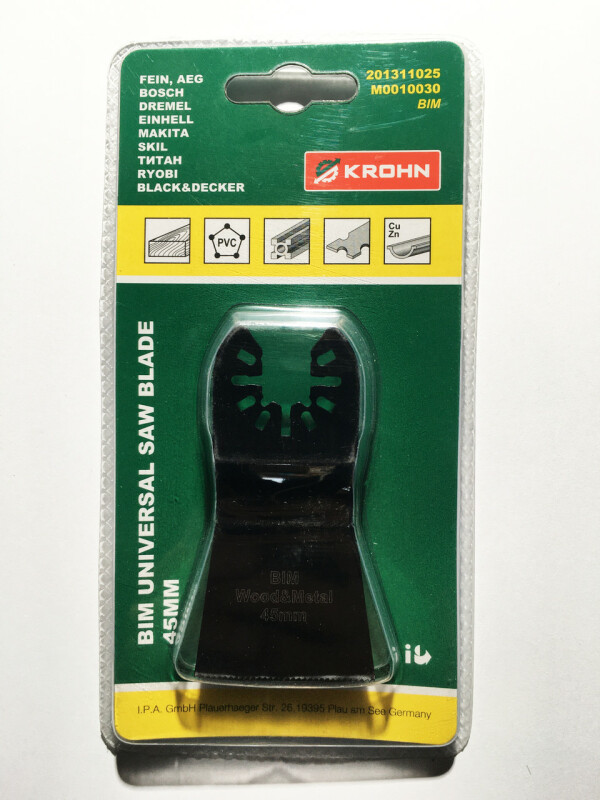 FEIN, AEG
BOSCH
DREMEL
EINHELL
MAKITA
SKIL
ТИТАН
RYOBI
BLACK&DECKER
201311025
M0010030
BIM
KROHN
PVC
Cu
Zn
BIM UNIVERSAL SAW BLADE
45MM
BIM
Wood&Metal
45mm
I.P.A. GmbH Plauerhaeger Str. 26,19395 Plau am See Germany